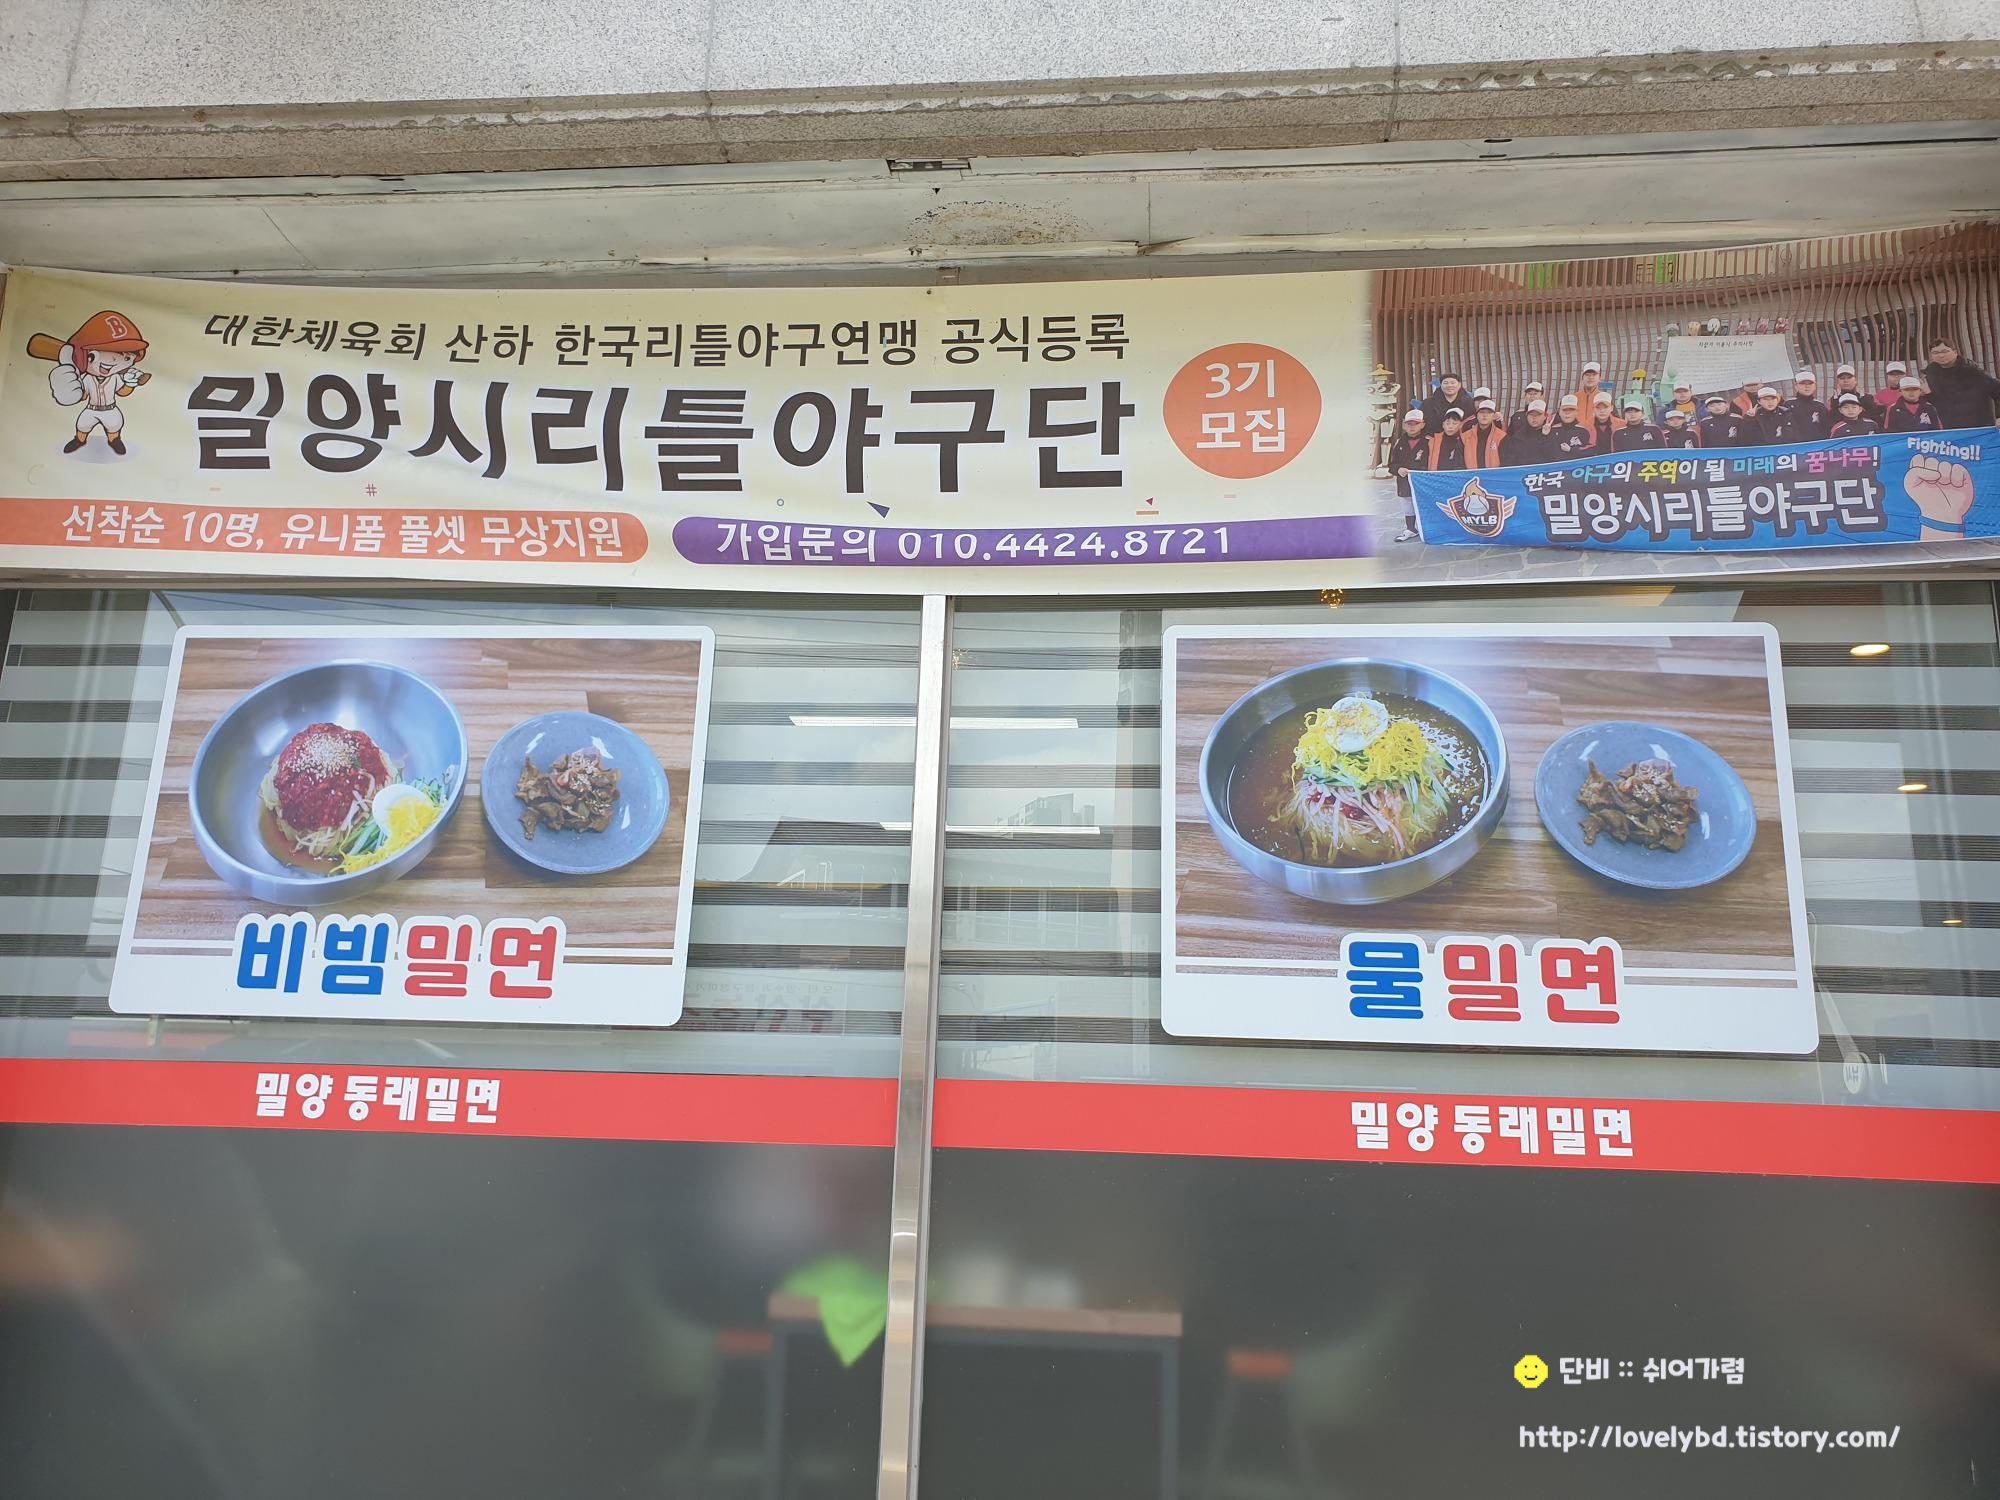 대한체육회 산하 한국리틀야구연맹 공식등록
밀양시리틀야구단
3기
모집
선착순 10명, 유니폼 풀셋 무상지원
가입문의 010.4424.8721
한국 야구의 주역이 될 미래의 꿈나무!
Fighting!!
MYLB
밀양시리틀야구단
B
비빔밀면
물밀면
밀양 동래밀면
밀양 동래밀면
단비 :: 쉬어가렴
http://lovelybd.tistory.com/